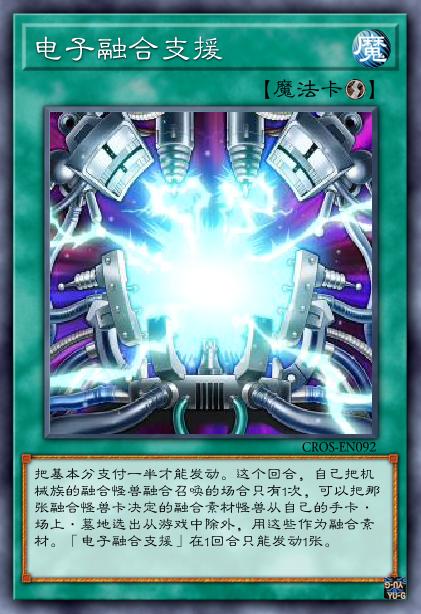 电子融合支援
魔
【魔法卡】
CROS-EN092
把基本分支付一半才能发动。这个回合，自己把机
械族的融合怪兽融合召唤的场合只有1次，可以把那
张融合怪兽卡决定的融合素材怪兽从自己的手卡·
场上·墓地选出从游戏中除外，用这些作为融合素
材。「电子融合支援」在1回合只能发动1张。